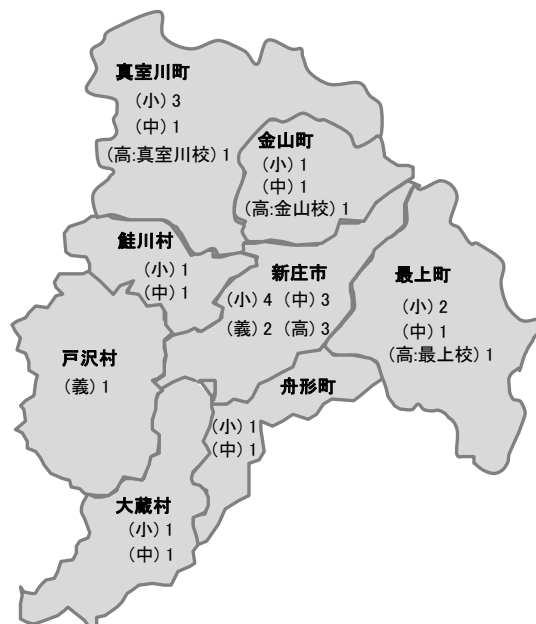 真室川町
(小) 3
(中) 1
(高:真室川校) 1
金山町
(小) 1
(中) 1
(高:金山校) 1
鮭川村
(小) 1
(中) 1
新庄市
(小) 4 (中) 3
(義) 2 (高) 3
最上町
(小) 2
(中) 1
(高:最上校) 1
戸沢村
(義) 1
舟形町
(小) 1
(中) 1
大蔵村
(小) 1
(中) 1